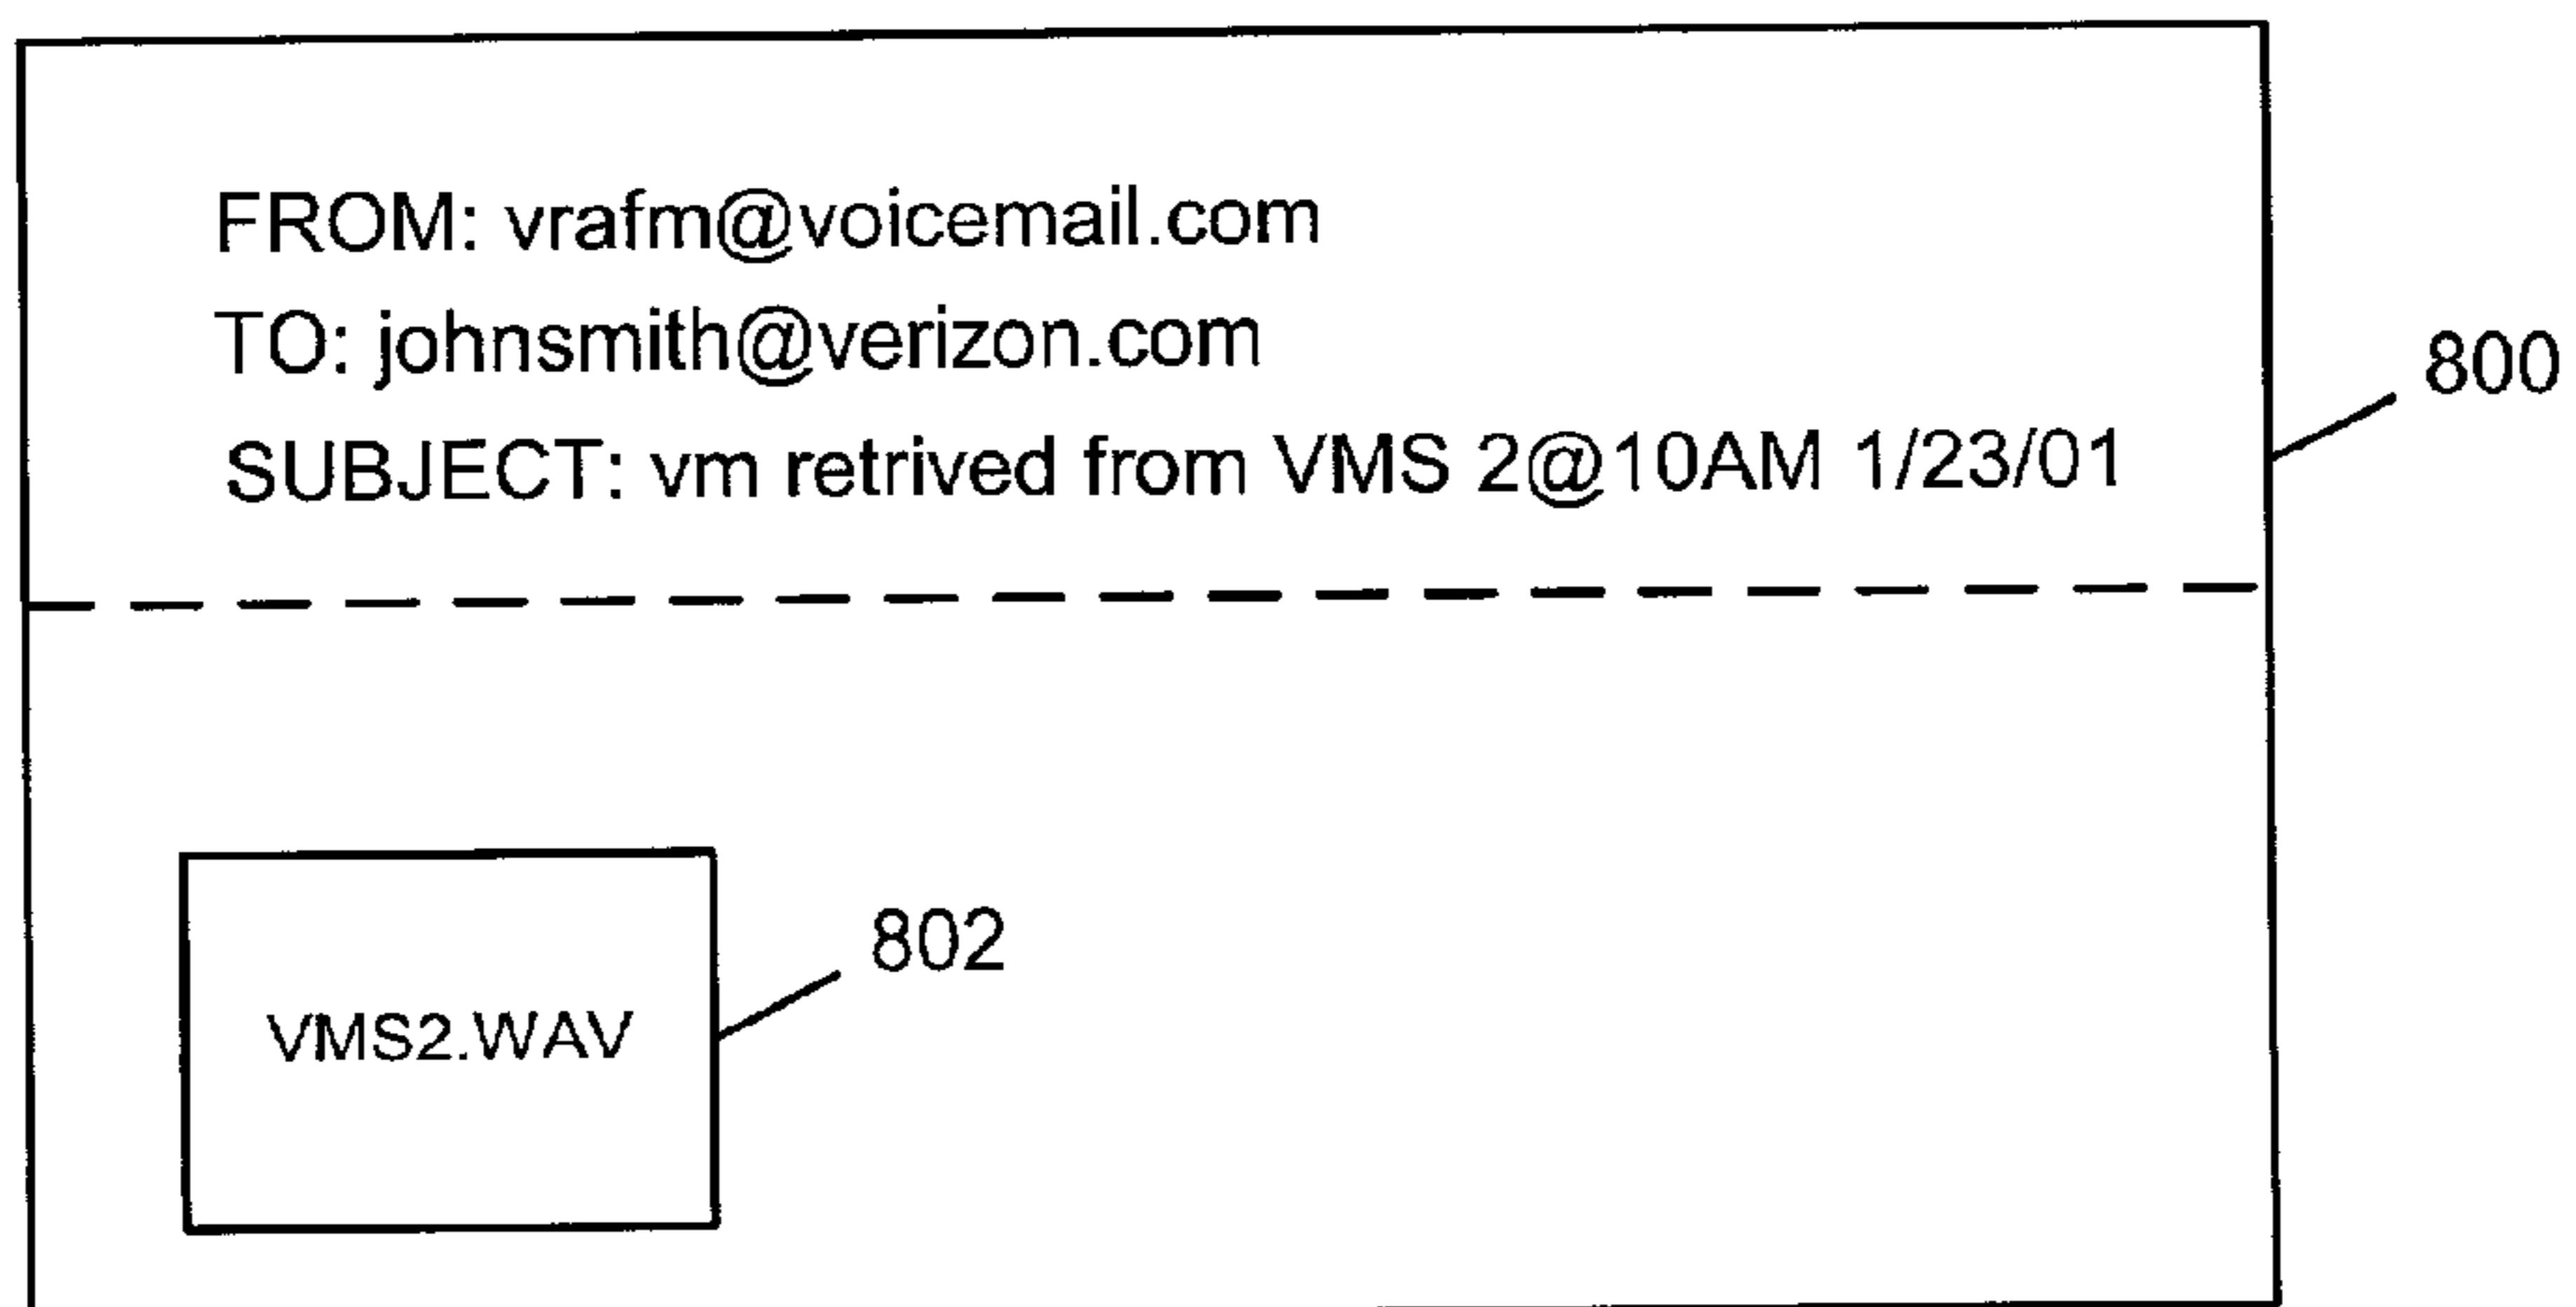 FROM: vrafm@voicemail.com
TO: johnsmith@verizon.com
SUBJECT: vm retrived from VMS 2@10AM 1/23/01
800
VMS2.WAV
802